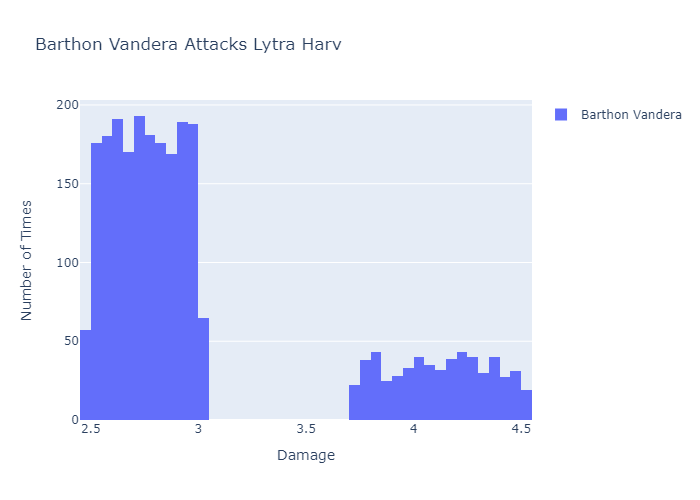 Barthon Vandera Attacks Lytra Harv
Barthon Vandera
200
150
100
50
0
Number of Times
2.5 3 3.5 4 4.5
Damage